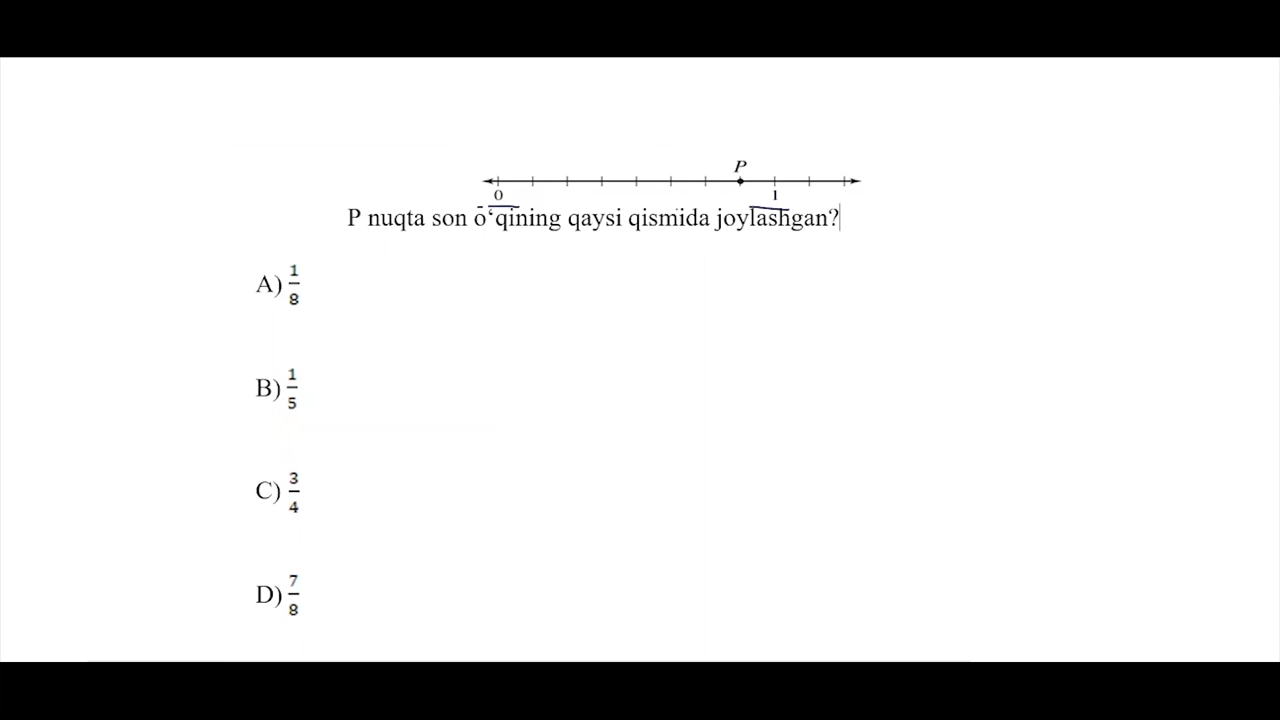 P
0 1
P nuqta son o‘qining qaysi qismida joylashgan?
A) 1/8
B) 1/5
C) 3/4
D) 7/8